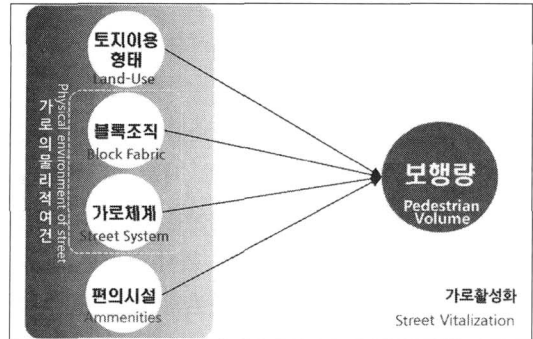 토지이용
형태
Land-Use
가로의물리적여건
Physical environment of street
블록조직
Block Fabric
가로체계
Street System
편의시설
Ammenities
보행량
Pedestrian
Volume
가로활성화
Street Vitalization